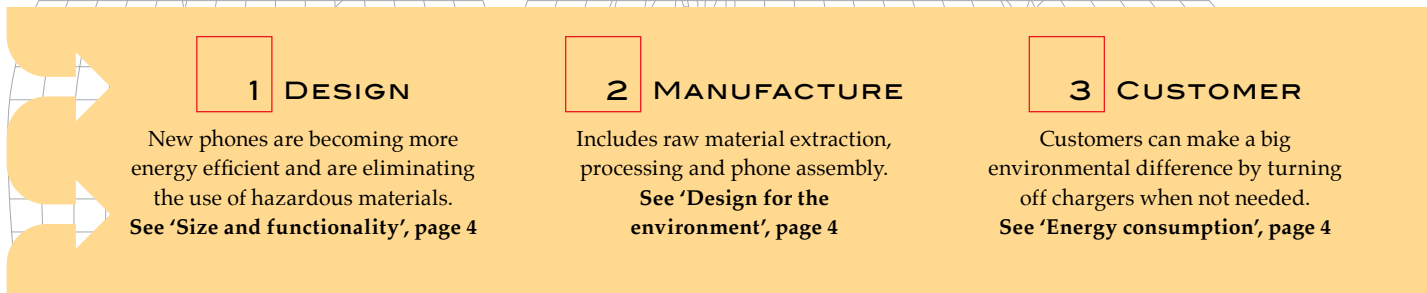 1 DESIGN
New phones are becoming more
energy efficient and are eliminating
the use of hazardous materials.
See ‘Size and functionality’, page 4
2 MANUFACTURE
Includes raw material extraction,
processing and phone assembly.
See ‘Design for the
environment’, page 4
3 CUSTOMER
Customers can make a big
environmental difference by turning
off chargers when not needed.
See ‘Energy consumption’, page 4